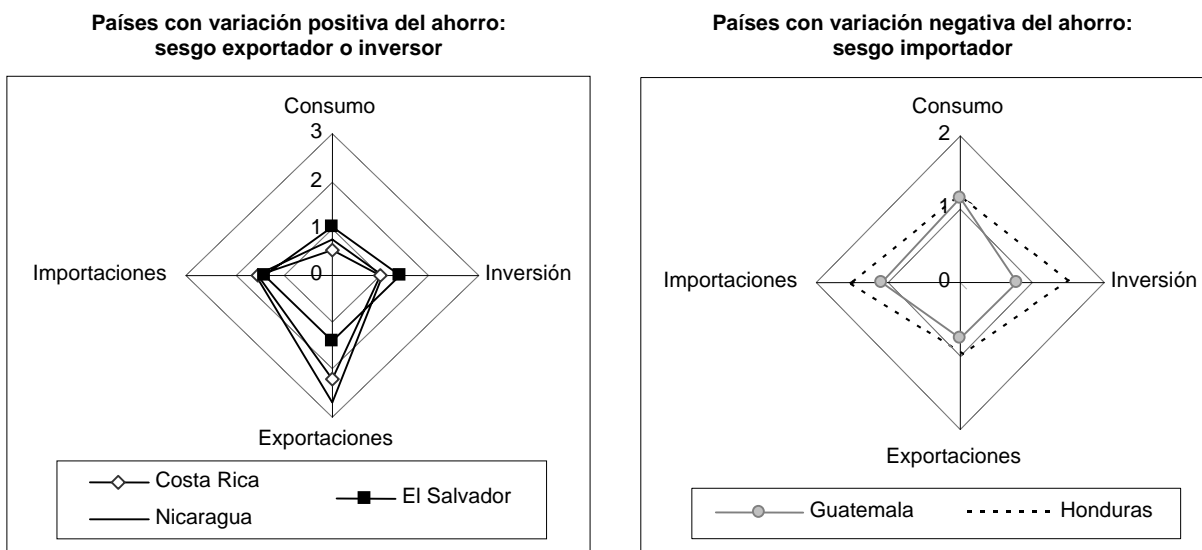 Países con variación positiva del ahorro:
sesgo exportador o inversor
Consumo
3
2
1
0
Importaciones
Inversión
Exportaciones
Costa Rica
El Salvador
Nicaragua
Países con variación negativa del ahorro:
sesgo importador
Consumo
2
1
0
Importaciones
Inversión
Exportaciones
Guatemala
Honduras